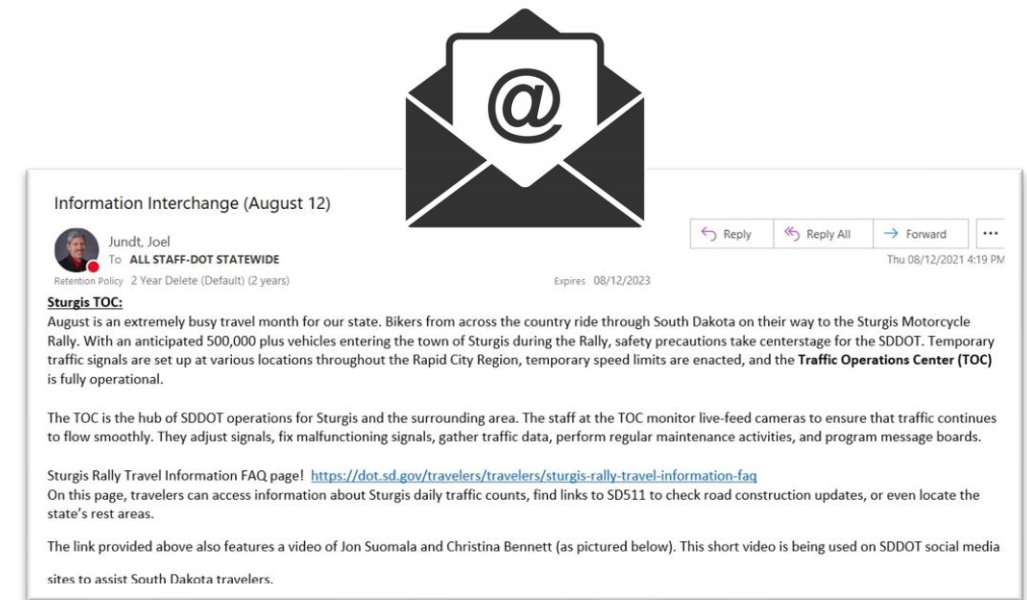 @
Information Interchange (August 12)
Jundt, Joel
To ALL STAFF-DOT STATEWIDE
Reply
Reply All
Forward
...
Thu 08/12/2021 4:19 PM
Retention Policy 2 Year Delete (Default) (2 years)
Expires 08/12/2023
Sturgis TOC:
August is an extremely busy travel month for our state. Bikers from across the country ride through South Dakota on their way to the Sturgis Motorcycle
Rally. With an anticipated 500,000 plus vehicles entering the town of Sturgis during the Rally, safety precautions take centerstage for the SDDOT. Temporary
traffic signals are set up at various locations throughout the Rapid City Region, temporary speed limits are enacted, and the Traffic Operations Center (TOC)
is fully operational.
The TOC is the hub of SDDOT operations for Sturgis and the surrounding area. The staff at the TOC monitor live-feed cameras to ensure that traffic continues
to flow smoothly. They adjust signals, fix malfunctioning signals, gather traffic data, perform regular maintenance activities, and program message boards.
Sturgis Rally Travel Information FAQ page! https://dot.sd.gov/travelers/travelers/sturgis-rally-travel-information-faq
On this page, travelers can access information about Sturgis daily traffic counts, find links to SD511 to check road construction updates, or even locate the
state's rest areas.
The link provided above also features a video of Jon Suomala and Christina Bennett (as pictured below). This short video is being used on SDDOT social media
sites to assist South Dakota travelers.